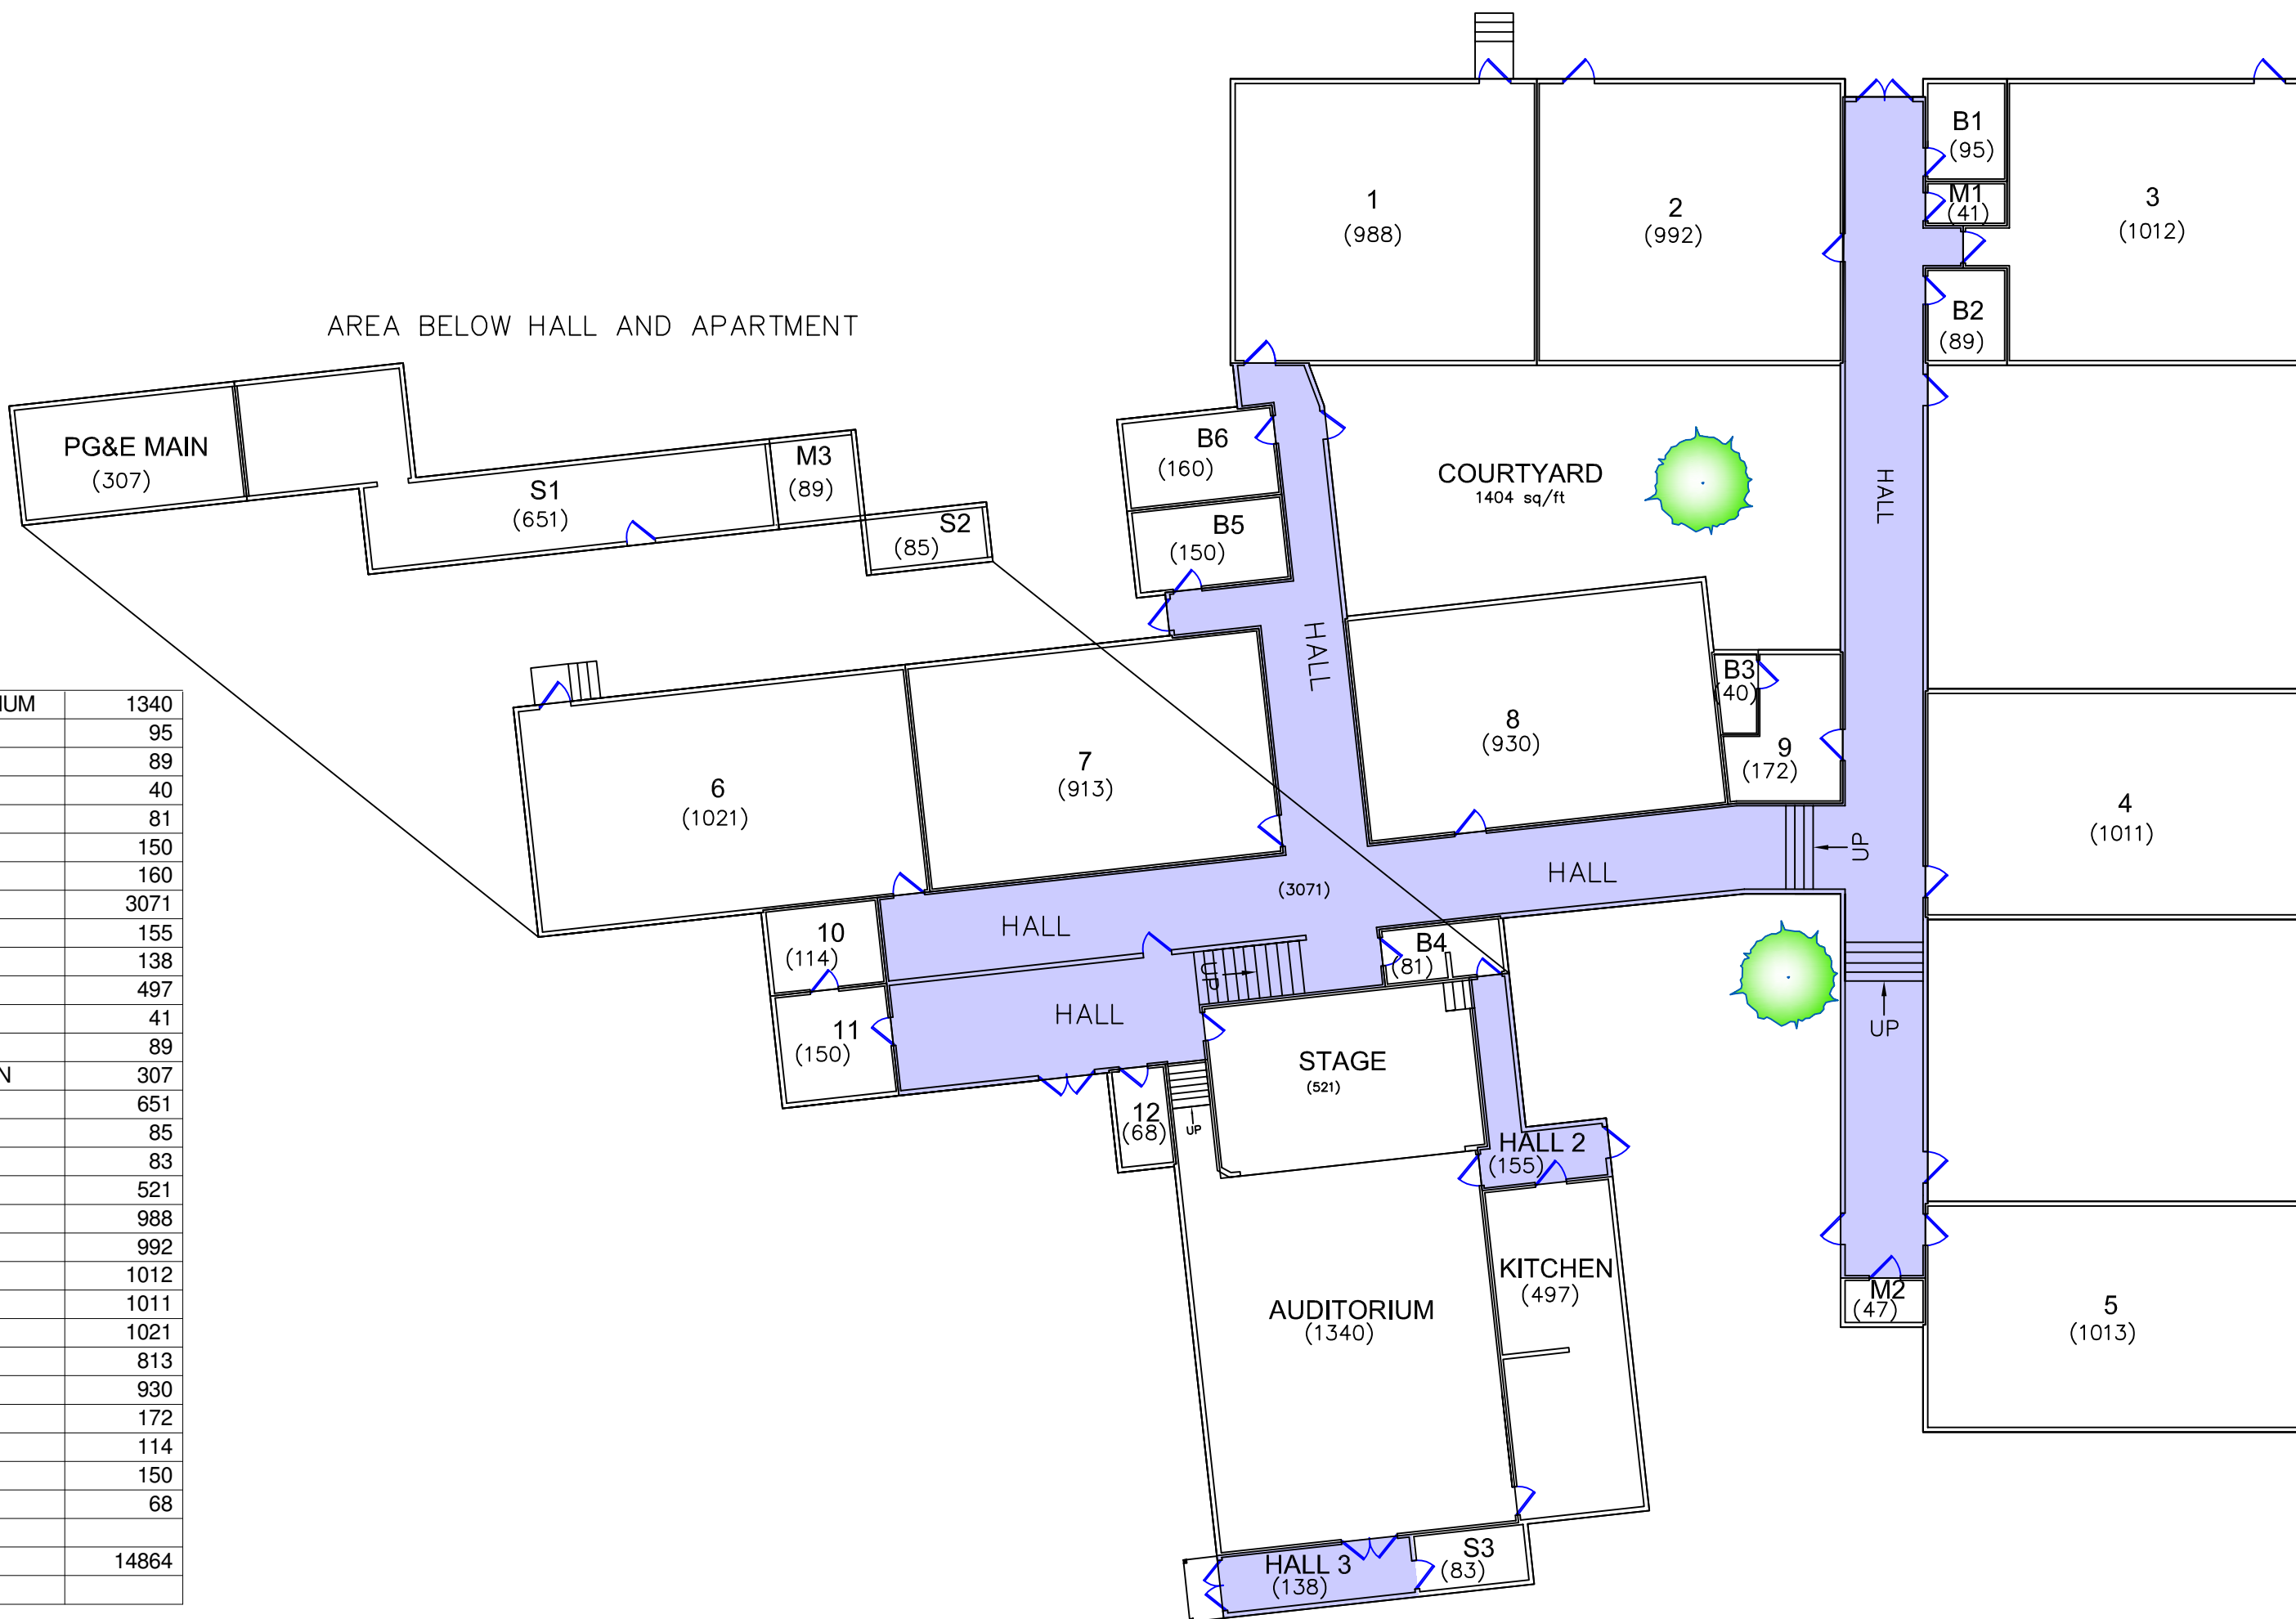 1
(988)
2
(992)
B1
(95)
M1
(41)
3
(1012)
B2
(89)
AREA BELOW HALL AND APARTMENT
PG&E MAIN
(307)
S1
(651)
M3
(89)
S2
(85)
B6
(160)
B5
(150)
COURTYARD
1404 sq/ft
HALL
HALL
B3
(40)
8
(930)
9
(172)
6
(1021)
7
(913)
4
(1011)
UP
HALL
(3071)
HALL
10
(114)
B4
(81)
UP
11
(150)
HALL
UP
STAGE
(521)
12
(68)
UP
HALL 2
(155)
KITCHEN
(497)
AUDITORIUM
(1340)
M2
(47)
5
(1013)
HALL 3
(138)
S3
(83)
1340
95
89
40
81
150
160
3071
155
138
497
41
89
N 307
651
85
83
521
988
992
1012
1011
1021
813
930
172
114
150
68
14864